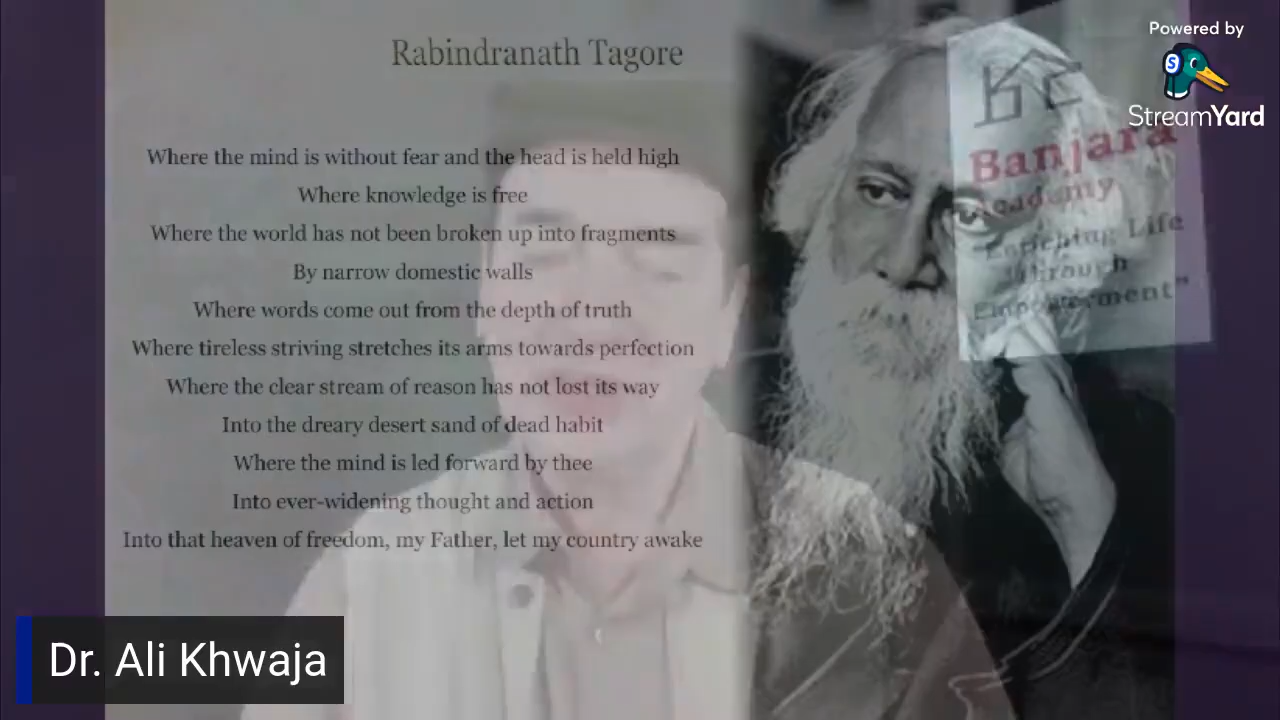 Rabindranath Tagore
Where the mind is without fear and the head is held high
Where knowledge is free
Where the world has not been broken up into fragments
By narrow domestic walls
Where words come out from the depth of truth
Where tireless striving stretches its arms towards perfection
Where the clear stream of reason has not lost its way
Into the dreary desert sand of dead habit
Where the mind is led forward by thee
Into ever-widening thought and action
Into that heaven of freedom, my Father, let my country awake
Powered by
StreamYard
Banjara
Academy
"Enriching Life
through
Empowerment"
Dr. Ali Khwaja